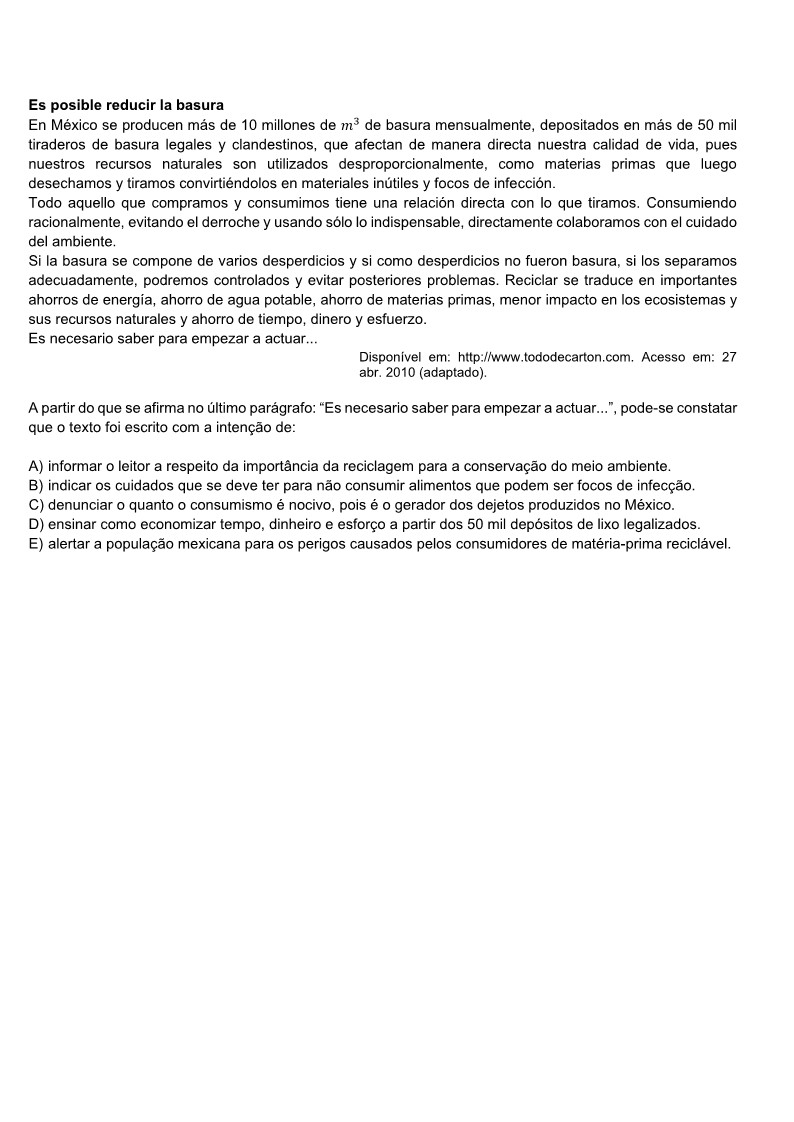 Es posible reducir la basura
En México se producen más de 10 millones de m³ de basura mensualmente, depositados en más de 50 mil
tiraderos de basura legales y clandestinos, que afectan de manera directa nuestra calidad de vida, pues
nuestros recursos naturales son utilizados desproporcionalmente, como materias primas que luego
desechamos y tiramos convirtiéndolos en materiales inútiles y focos de infección.
Todo aquello que compramos y consumimos tiene una relación directa con lo que tiramos. Consumiendo
racionalmente, evitando el derroche y usando sólo lo indispensable, directamente colaboramos con el cuidado
del ambiente.
Si la basura se compone de varios desperdicios y si como desperdicios no fueron basura, si los separamos
adecuadamente, podremos controlados y evitar posteriores problemas. Reciclar se traduce en importantes
ahorros de energía, ahorro de agua potable, ahorro de materias primas, menor impacto en los ecosistemas y
sus recursos naturales y ahorro de tiempo, dinero y esfuerzo.
Es necesario saber para empezar a actuar...
Disponível em: http://www.tododecarton.com. Acesso em: 27
abr. 2010 (adaptado).
A partir do que se afirma no último parágrafo: “Es necesario saber para empezar a actuar...”, pode-se constatar
que o texto foi escrito com a intenção de:
A) informar o leitor a respeito da importância da reciclagem para a conservação do meio ambiente.
B) indicar os cuidados que se deve ter para não consumir alimentos que podem ser focos de infecção.
C) denunciar o quanto o consumismo é nocivo, pois é o gerador dos dejetos produzidos no México.
D) ensinar como economizar tempo, dinheiro e esforço a partir dos 50 mil depósitos de lixo legalizados.
E) alertar a população mexicana para os perigos causados pelos consumidores de matéria-prima reciclável.